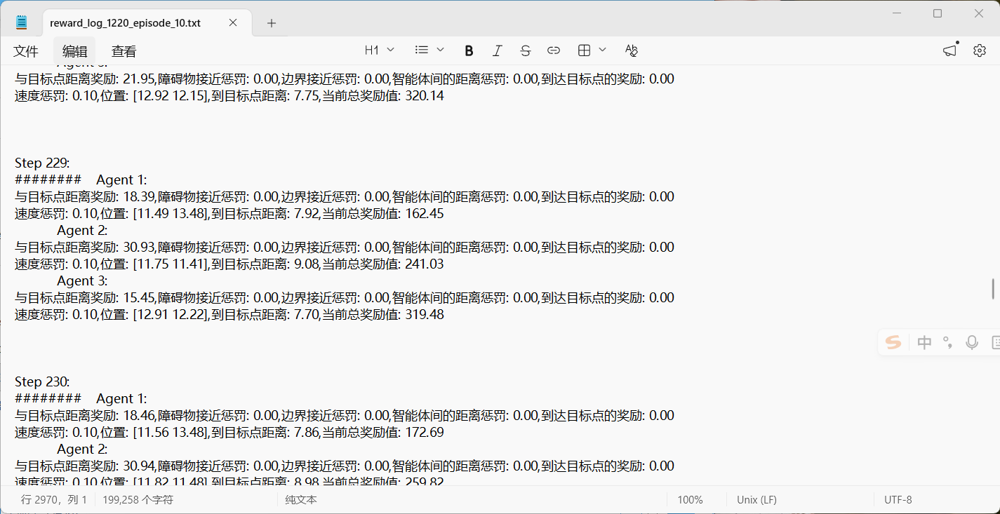 reward_log_1220_episode_10.txt
文件 编辑 查看
H1 B I S
与目标点距离奖励: 21.95,障碍物接近惩罚: 0.00,边界接近惩罚: 0.00,智能体间的距离惩罚: 0.00,到达目标点的奖励: 0.00
速度惩罚: 0.10,位置: [12.92 12.15],到目标点距离: 7.75,当前总奖励值: 320.14
Step 229:
######## Agent 1:
与目标点距离奖励: 18.39,障碍物接近惩罚: 0.00,边界接近惩罚: 0.00,智能体间的距离惩罚: 0.00,到达目标点的奖励: 0.00
速度惩罚: 0.10,位置: [11.49 13.48],到目标点距离: 7.92,当前总奖励值: 162.45
Agent 2:
与目标点距离奖励: 30.93,障碍物接近惩罚: 0.00,边界接近惩罚: 0.00,智能体间的距离惩罚: 0.00,到达目标点的奖励: 0.00
速度惩罚: 0.10,位置: [11.75 11.41],到目标点距离: 9.08,当前总奖励值: 241.03
Agent 3:
与目标点距离奖励: 15.45,障碍物接近惩罚: 0.00,边界接近惩罚: 0.00,智能体间的距离惩罚: 0.00,到达目标点的奖励: 0.00
速度惩罚: 0.10,位置: [12.91 12.22],到目标点距离: 7.70,当前总奖励值: 319.48
中
Step 230:
######## Agent 1:
与目标点距离奖励: 18.46,障碍物接近惩罚: 0.00,边界接近惩罚: 0.00,智能体间的距离惩罚: 0.00,到达目标点的奖励: 0.00
速度惩罚: 0.10,位置: [11.56 13.48],到目标点距离: 7.86,当前总奖励值: 172.69
Agent 2:
与目标点距离奖励: 30.94,障碍物接近惩罚: 0.00,边界接近惩罚: 0.00,智能体间的距离惩罚: 0.00,到达目标点的奖励: 0.00
速度惩罚: 0.10,位置: [11.82 11.48],到目标点距离: 8.98,当前总奖励值: 259.82
行 2970，列 1 199,258 个字符 纯文本 100% Unix (LF) UTF-8